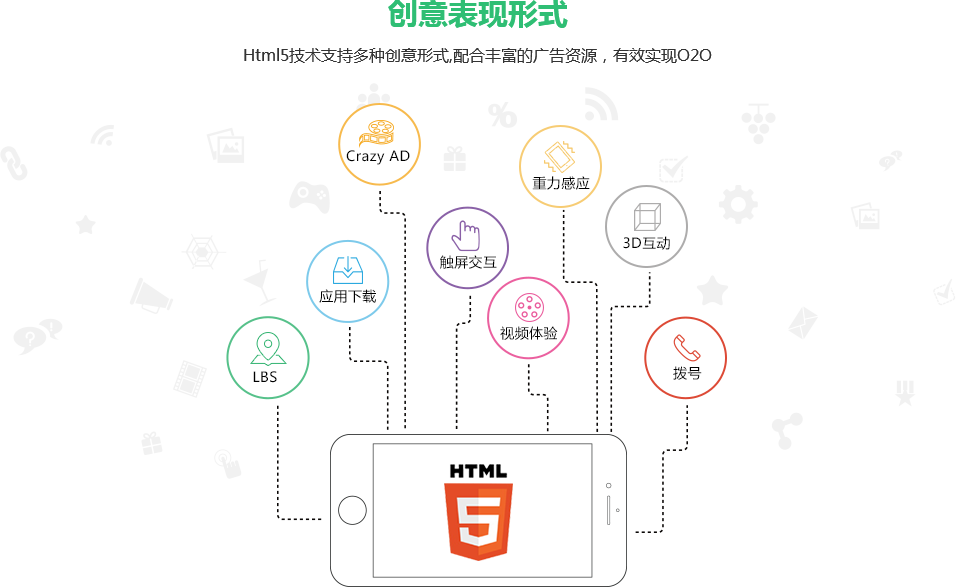 创意表现形式
Html5技术支持多种创意形式,配合丰富的广告资源，有效实现O2O
Crazy AD
重力感应
3D互动
触屏交互
应用下载
视频体验
LBS
拨号
HTML
5